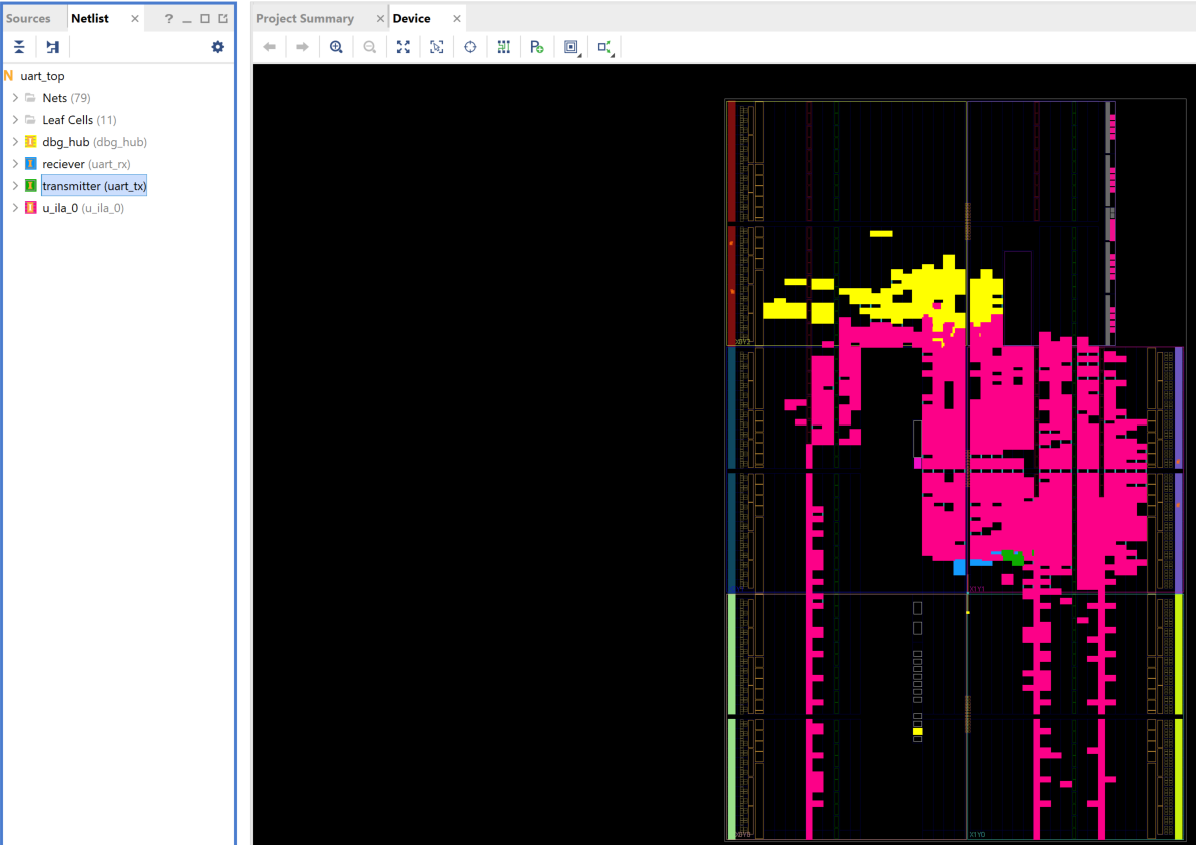 Sources
Netlist
?
Project Summary
Device
N uart_top
Nets (79)
Leaf Cells (11)
dbg_hub (dbg_hub)
reciever (uart_rx)
transmitter (uart_tx)
u_ila_0 (u_ila_0)
X0Y2
X1Y1
X0Y0
X1Y0